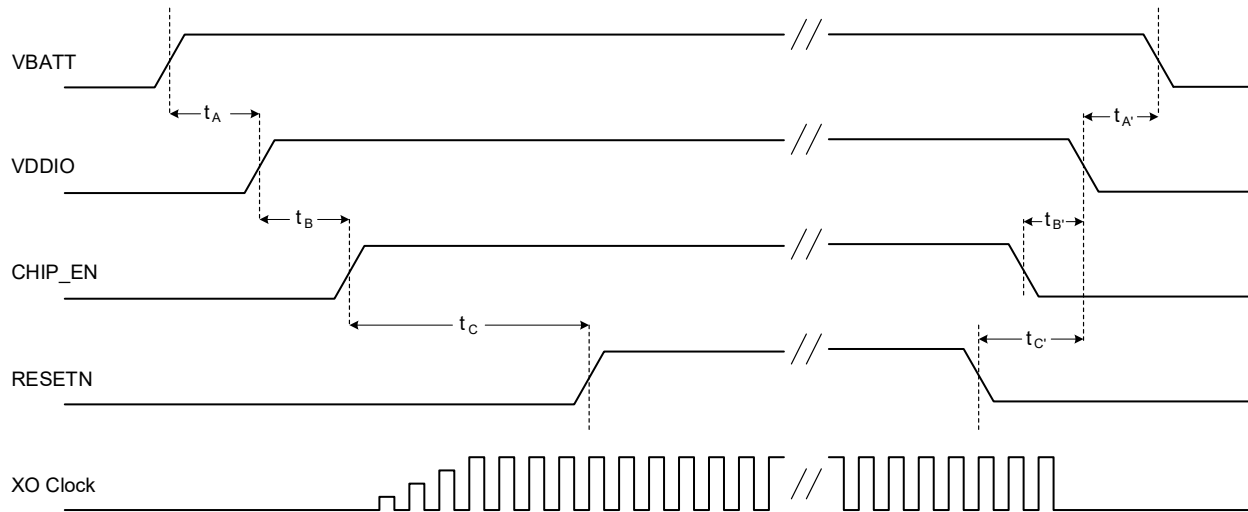 VBATT
tA
tA'
VDDIO
tB
tB'
CHIP_EN
tC
tC'
RESETN
XO Clock